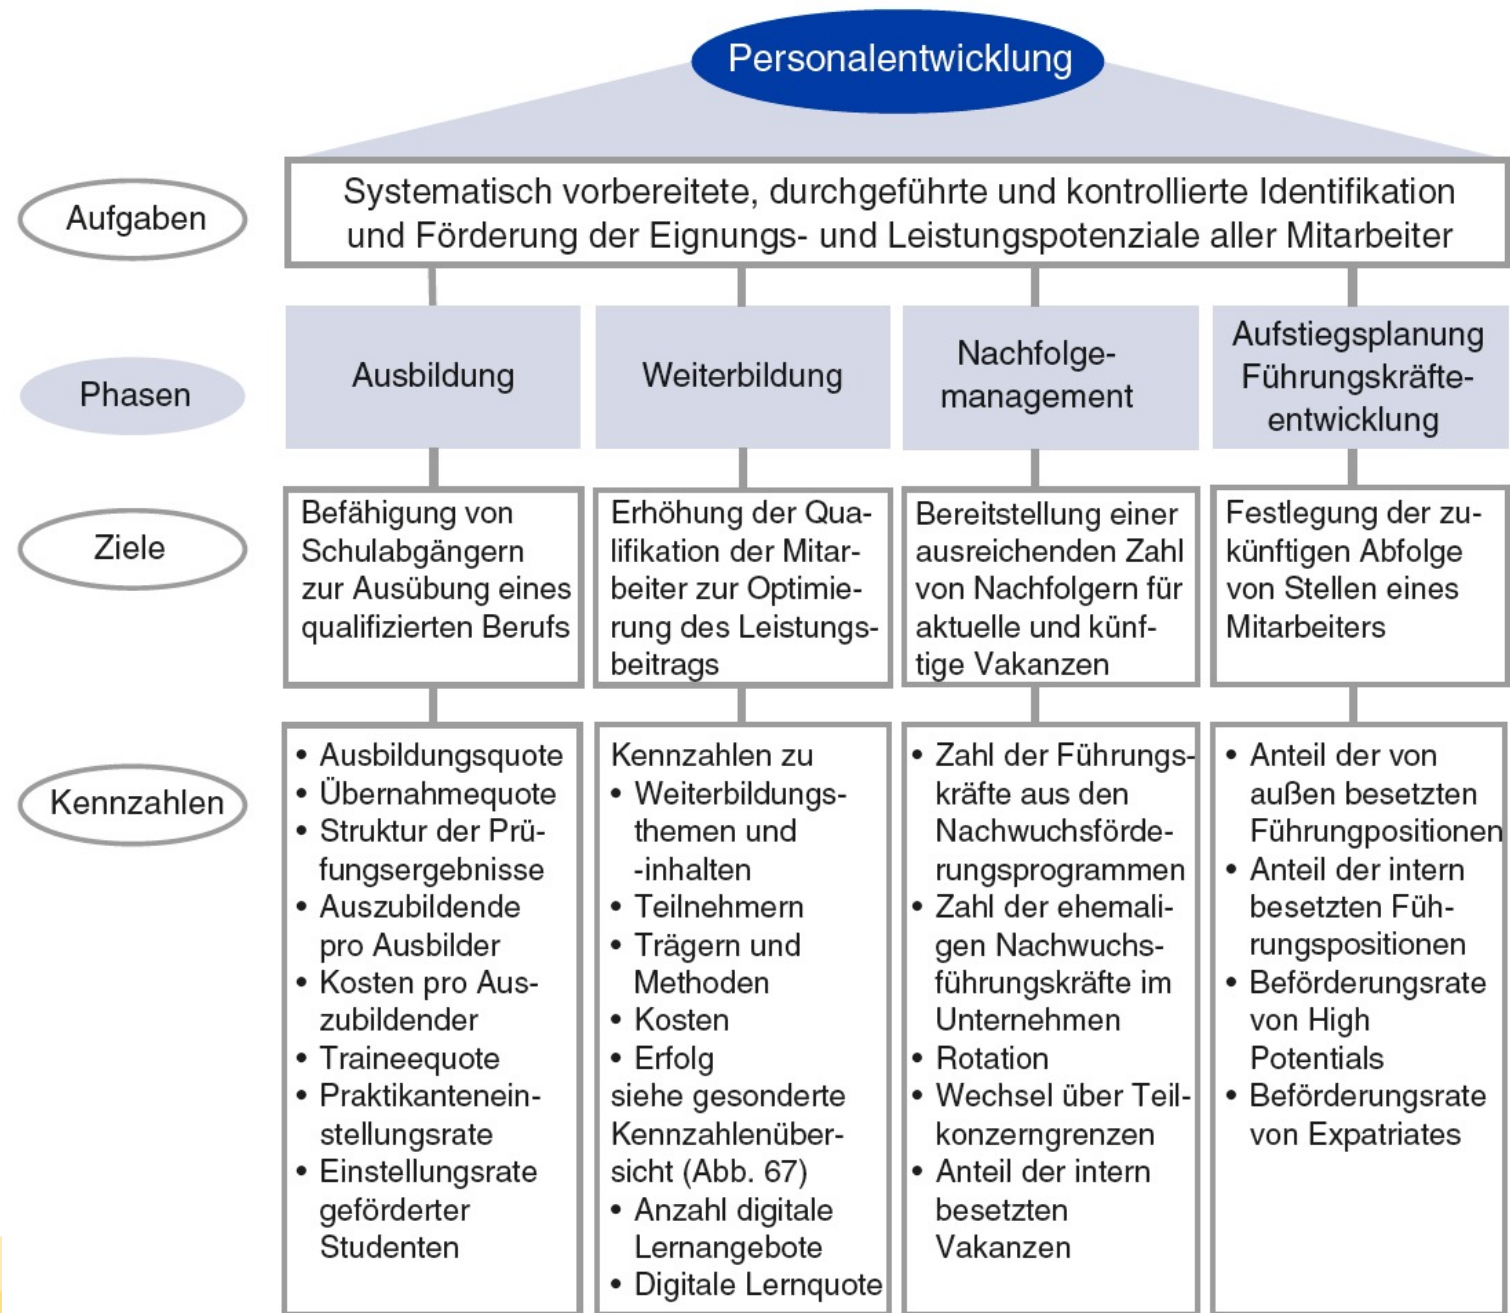 Personalentwicklung
Aufgaben
Systematisch vorbereitete, durchgeführte und kontrollierte Identifikation
und Förderung der Eignungs- und Leistungspotenziale aller Mitarbeiter
Phasen
Ausbildung
Weiterbildung
Nachfolge-
management
Aufstiegsplanung
Führungskräfte-
entwicklung
Ziele
Befähigung von
Schulabgängern
zur Ausübung eines
qualifizierten Berufs
Erhöhung der Qua-
lifikation der Mitar-
beiter zur Optimie-
rung des Leistungs-
beitrags
Bereitstellung einer
ausreichenden Zahl
von Nachfolgern für
aktuelle und künf-
tige Vakanzen
Festlegung der zu-
künftigen Abfolge
von Stellen eines
Mitarbeiters
Kennzahlen
• Ausbildungsquote
• Übernahmequote
• Struktur der Prü-
fungsergebnisse
• Auszubildende
pro Ausbilder
• Kosten pro Aus-
zubildender
• Traineequote
• Praktikantenein-
stellungsrate
• Einstellungsrate
geförderter
Studenten
Kennzahlen zu
• Weiterbildungs-
themen und
-inhalten
• Teilnehmern
• Trägern und
Methoden
• Kosten
• Erfolg
siehe gesonderte
Kennzahlenüber-
sicht (Abb. 67)
• Anzahl digitale
Lernangebote
• Digitale Lernquote
• Zahl der Führungs-
kräfte aus den
Nachwuchsförde-
rungsprogrammen
• Zahl der ehemali-
gen Nachwuchs-
führungskräfte im
Unternehmen
• Rotation
• Wechsel über Teil-
konzerngrenzen
• Anteil der intern
besetzten
Vakanzen
• Anteil der von
außen besetzten
Führungpositionen
• Anteil der intern
besetzten Füh-
rungspositionen
• Beförderungsrate
von High
Potentials
• Beförderungsrate
von Expatriates